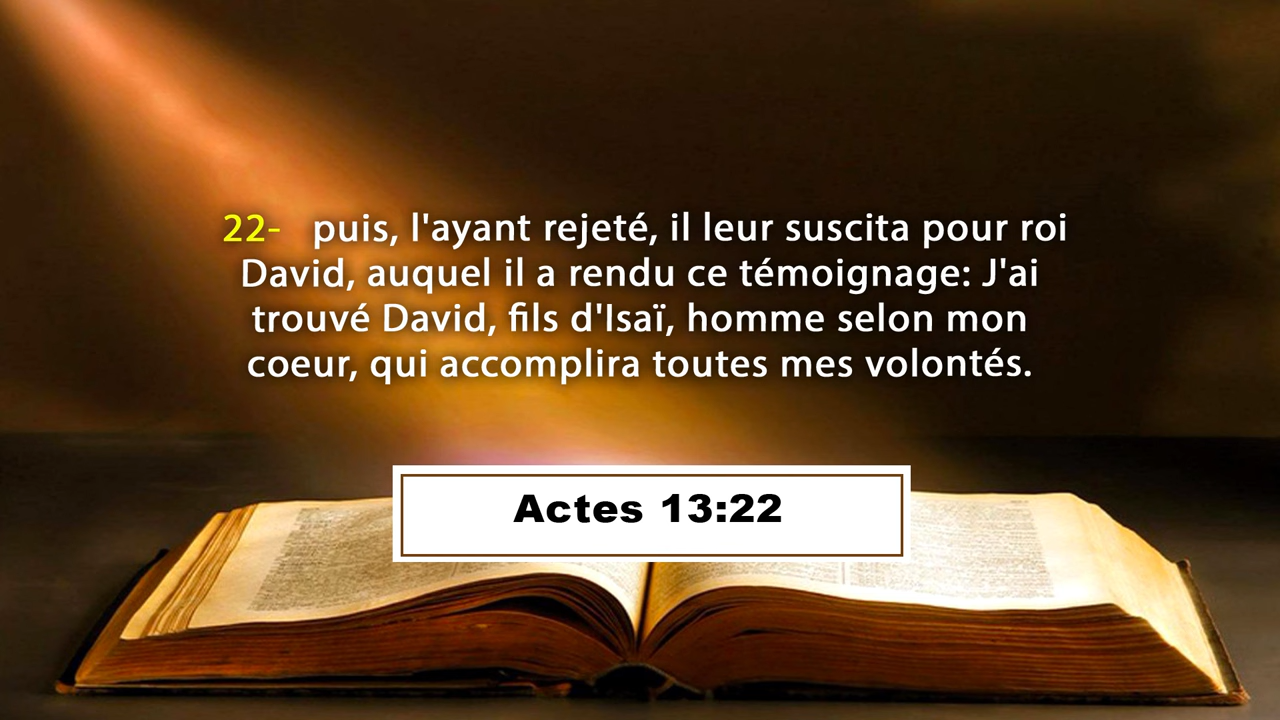 22- puis, l'ayant rejeté, il leur suscita pour roi
David, auquel il a rendu ce témoignage: J'ai
trouvé David, fils d'Isaï, homme selon mon
coeur, qui accomplira toutes mes volontés.
Actes 13:22